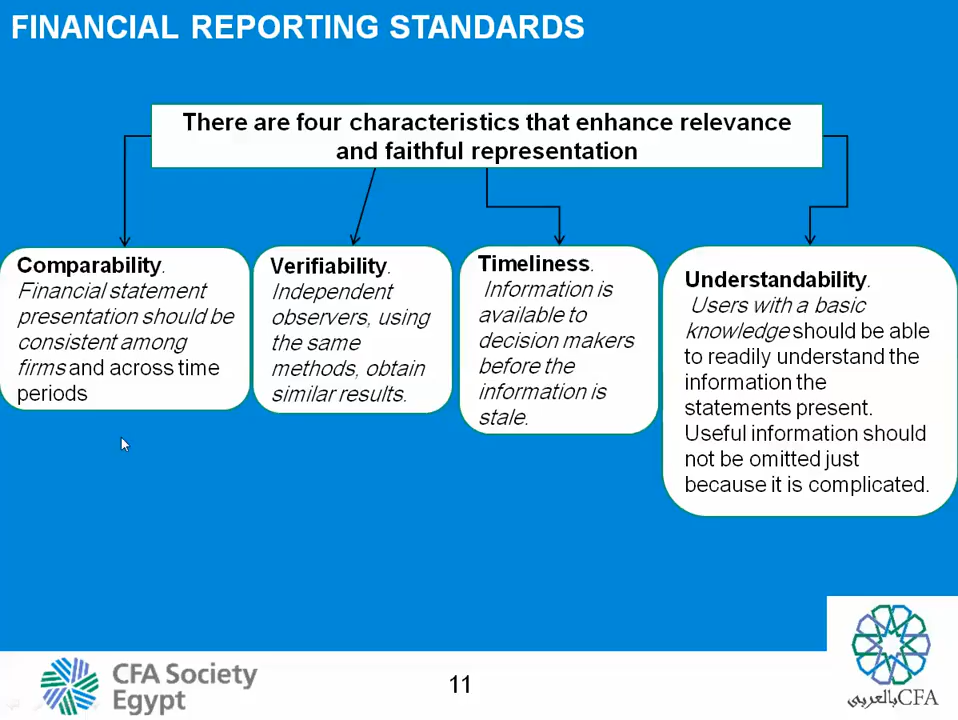 FINANCIAL REPORTING STANDARDS
There are four characteristics that enhance relevance
and faithful representation
Comparability.
Financial statement
presentation should be
consistent among
firms and across time
periods
Verifiability.
Independent
observers, using
the same
methods, obtain
similar results.
Timeliness.
Information is
available to
decision makers
before the
information is
stale.
Understandability.
Users with a basic
knowledge should be able
to readily understand the
information the
statements present.
Useful information should
not be omitted just
because it is complicated.
CFA Society
Egypt
11
CFA بالعربي